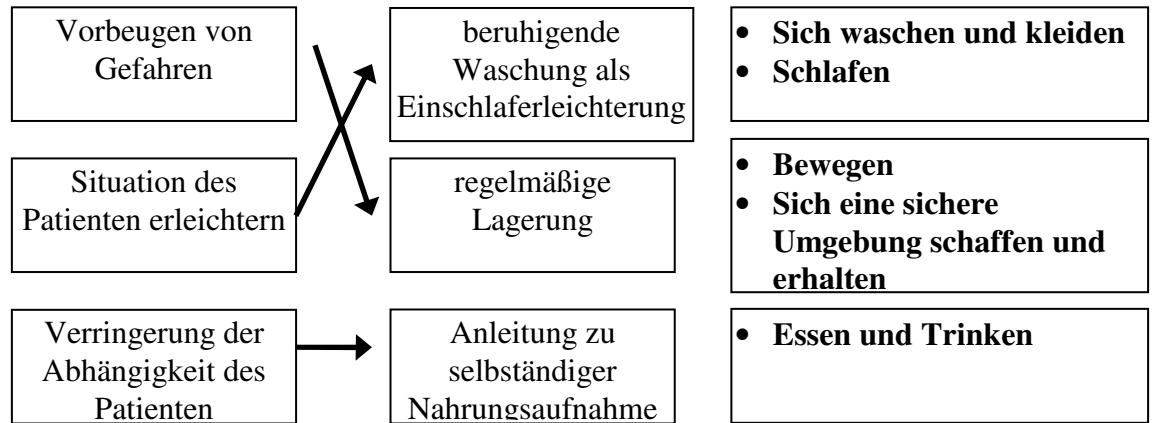 Vorbeugen von
Gefahren
beruhigende
Waschung als
Einschlaferleichterung
• Sich waschen und kleiden
• Schlafen
Situation des
Patienten erleichtern
regelmäßige
Lagerung
• Bewegen
• Sich eine sichere
Umgebung schaffen und
erhalten
Verringerung der
Abhängigkeit des
Patienten
Anleitung zu
selbständiger
Nahrungsaufnahme
• Essen und Trinken